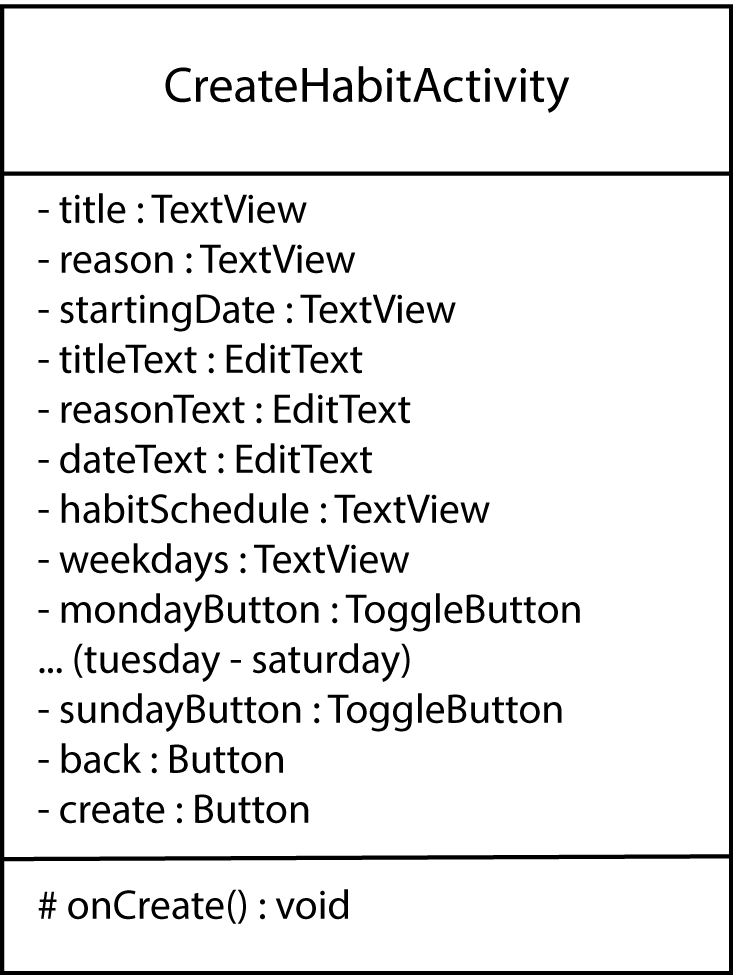 CreateHabitActivity
- title : TextView
- reason : TextView
- startingDate : TextView
- titleText : EditText
- reasonText : EditText
- dateText : EditText
- habitSchedule : TextView
- weekdays : TextView
- mondayButton : ToggleButton
... (tuesday - saturday)
- sundayButton : ToggleButton
- back : Button
- create : Button
# onCreate() : void